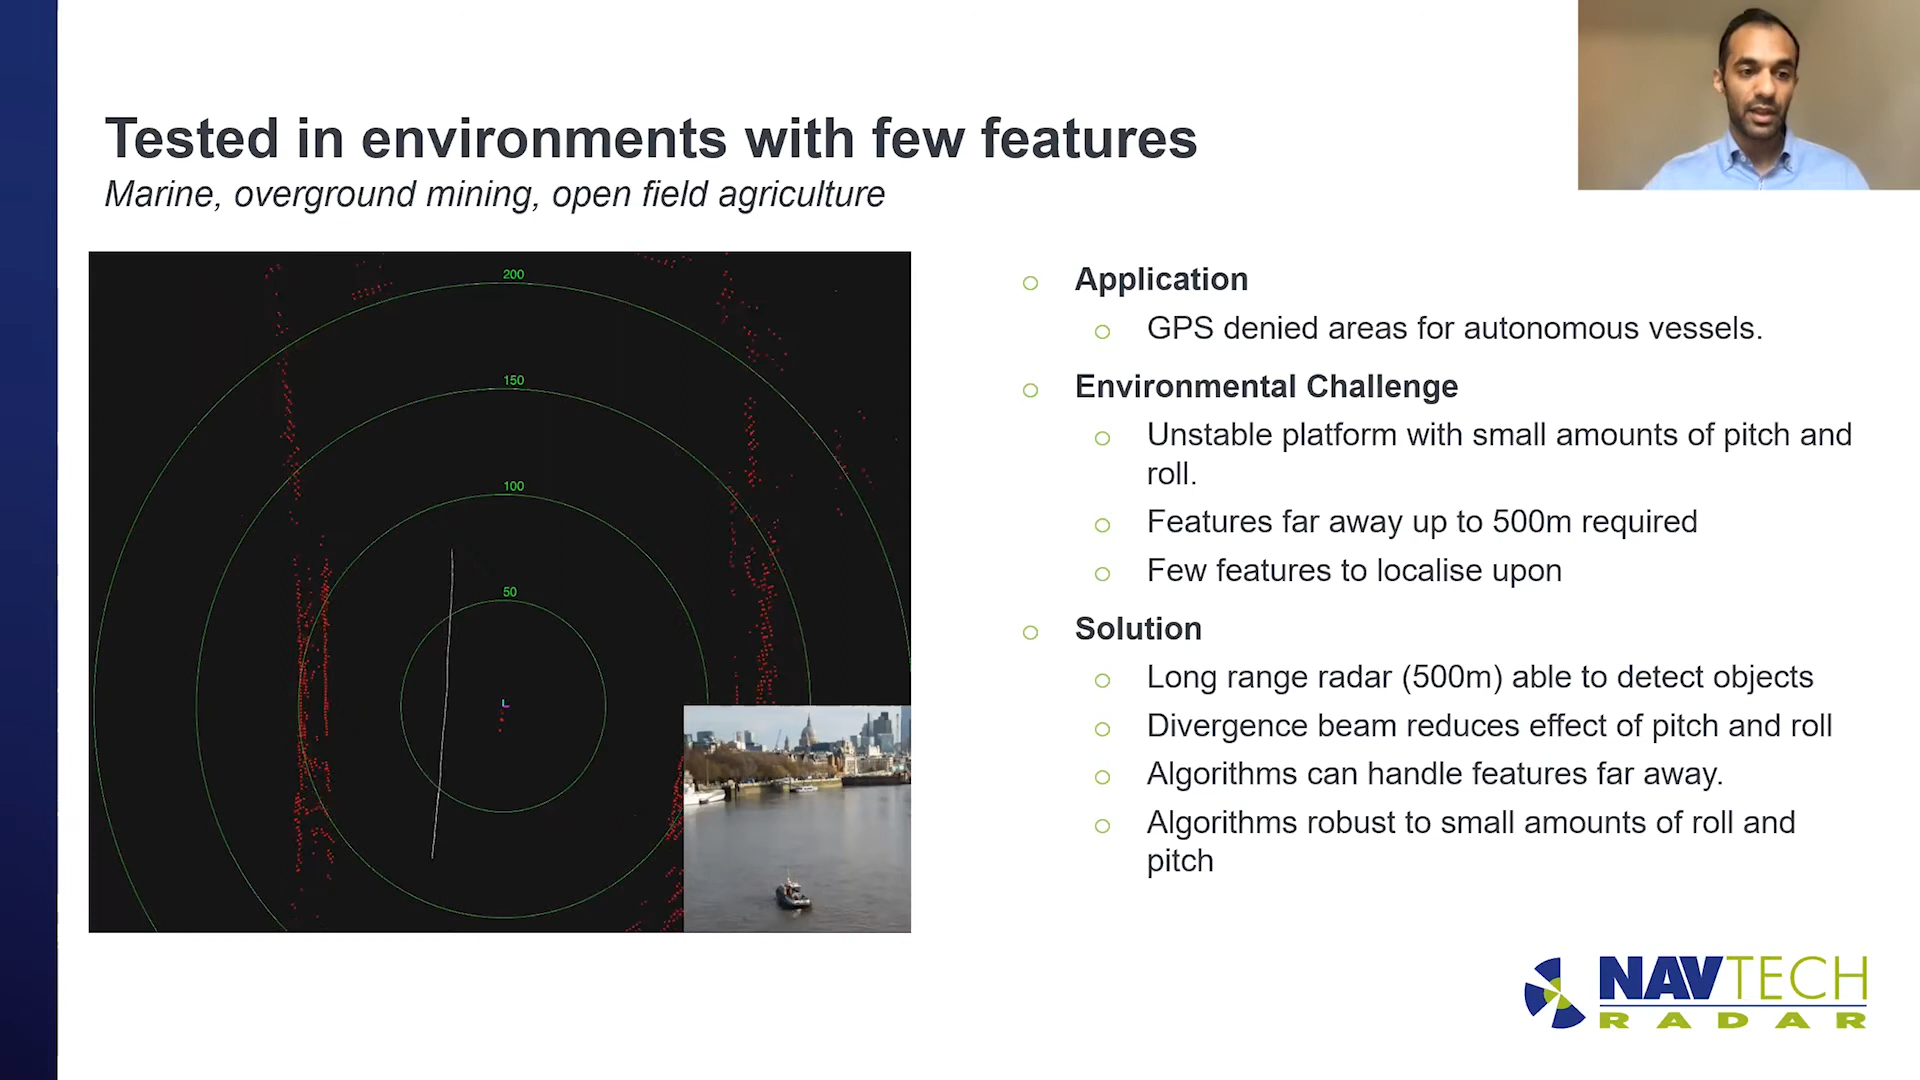 Tested in environments with few features
Marine, overground mining, open field agriculture
200
150
100
50
Application
GPS denied areas for autonomous vessels.
Environmental Challenge
Unstable platform with small amounts of pitch and
roll.
Features far away up to 500m required
Few features to localise upon
Solution
Long range radar (500m) able to detect objects
Divergence beam reduces effect of pitch and roll
Algorithms can handle features far away.
Algorithms robust to small amounts of roll and
pitch
NAVTECH
RADAR